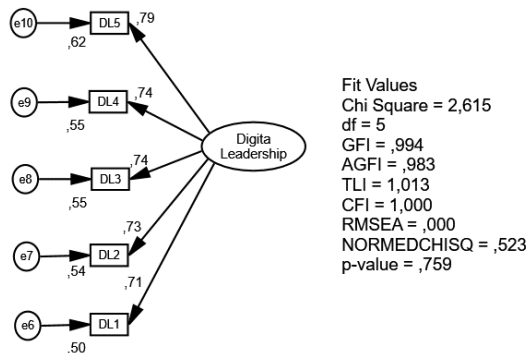 e10
DL5
,79
,62
e9
DL4
,74
,55
Digita
Leadership
e8
DL3
,74
,55
e7
DL2
,73
,54
,71
e6
DL1
,50
Fit Values
Chi Square = 2,615
df = 5
GFI = ,994
AGFI = ,983
TLI = 1,013
CFI = 1,000
RMSEA = ,000
NORMEDCHISQ = ,523
p-value = ,759